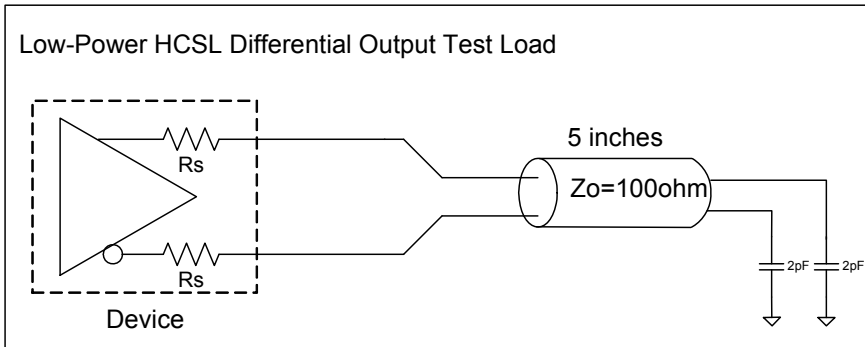 Low-Power HCSL Differential Output Test Load
Rs
5 inches
Zo=100ohm
2pF
2pF
Rs
Device